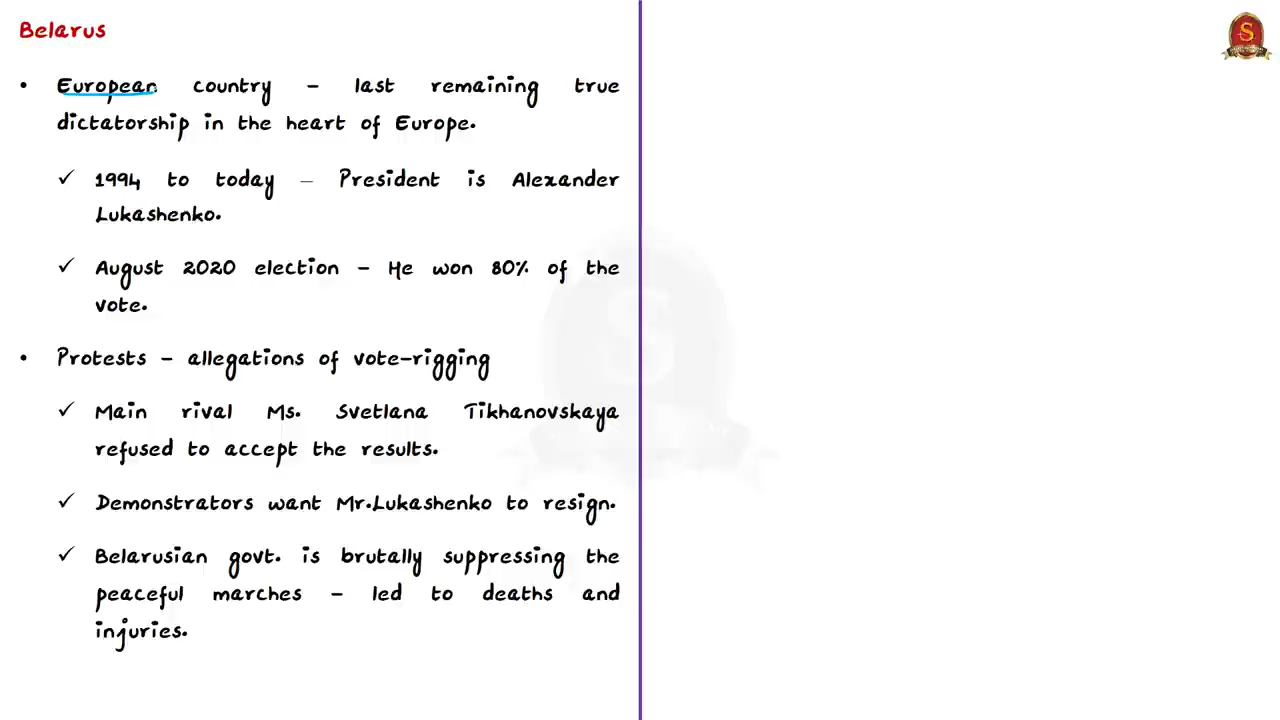 Belarus
• European country – last remaining true
dictatorship in the heart of Europe.
✓ 1994 to today – President is Alexander
Lukashenko.
✓ August 2020 election – He won 80% of the
vote.
• Protests – allegations of vote-rigging
✓ Main rival Ms. Svetlana Tikhanovskaya
refused to accept the results.
✓ Demonstrators want Mr.Lukashenko to resign.
✓ Belarusian govt. is brutally suppressing the
peaceful marches – led to deaths and
injuries.
S